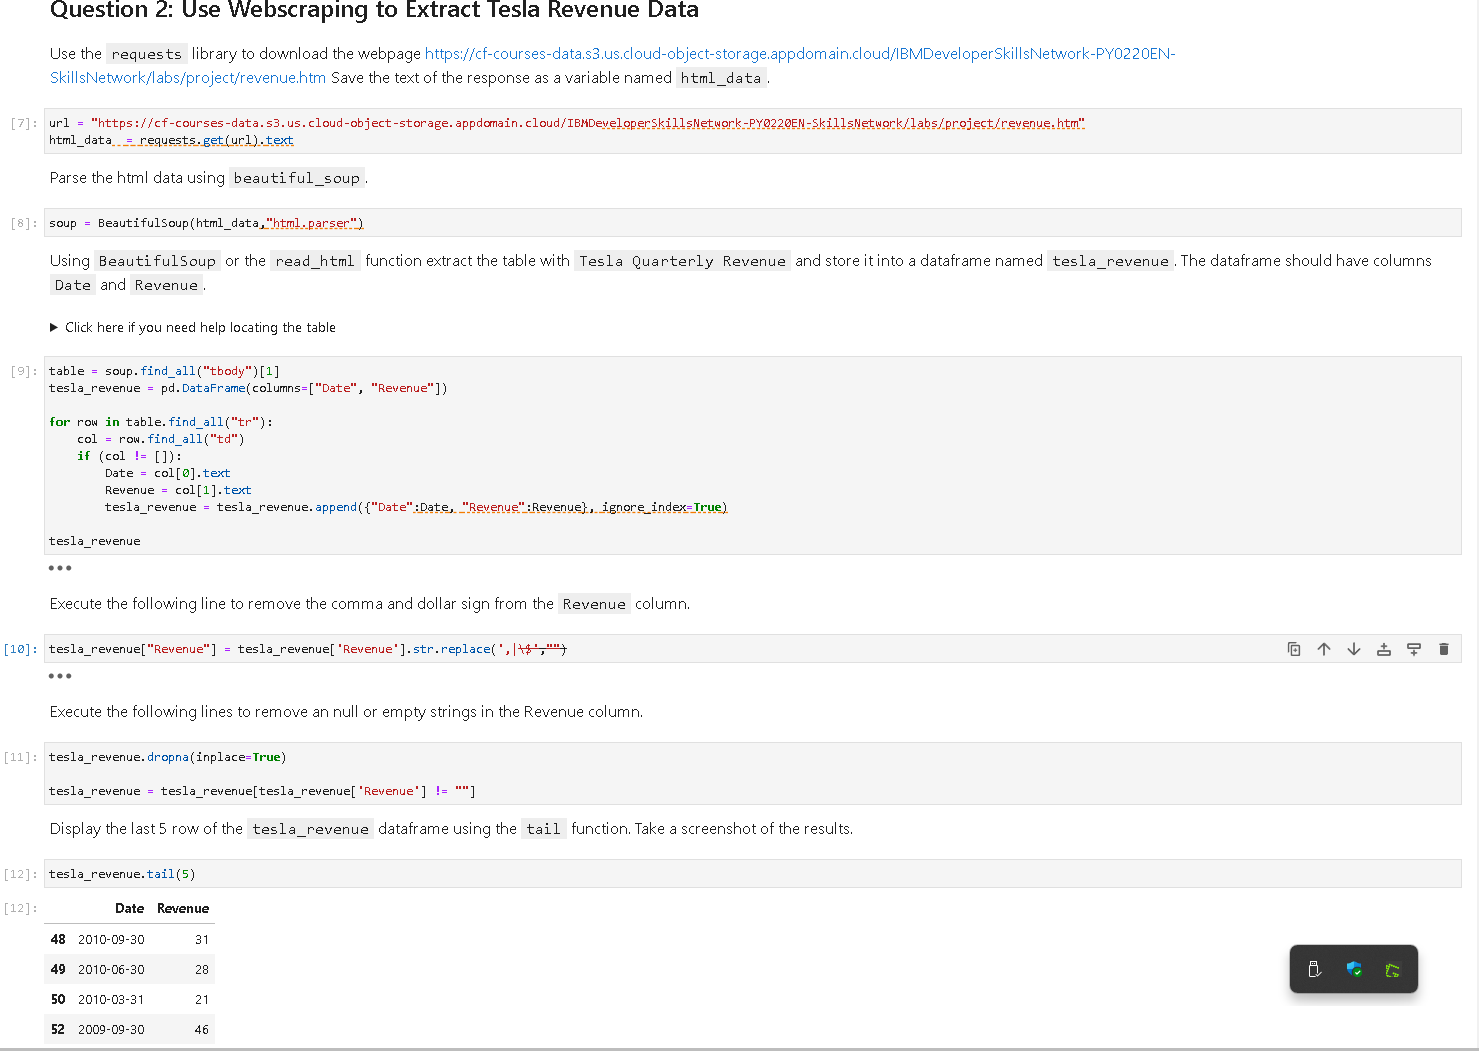 Question 2: Use Webscraping to Extract Tesla Revenue Data
Use the requests library to download the webpage https://cf-courses-data.s3.us.cloud-object-storage.appdomain.cloud/IBMDeveloperSkillsNetwork-PY0220EN-
SkillsNetwork/labs/project/revenue.htm Save the text of the response as a variable named html_data.
[7]: url = "https://cf-courses-data.s3.us.cloud-object-storage.appdomain.cloud/IBMDeveloperSkillsNetwork-PY0220EN-SkillsNetwork/labs/project/revenue.htm"
html_data  = requests.get(url).text
Parse the html data using beautiful_soup.
[8]: soup = BeautifulSoup(html_data,"html.parser")
Using BeautifulSoup or the read_html function extract the table with Tesla Quarterly Revenue and store it into a dataframe named tesla_revenue. The dataframe should have columns
Date and Revenue.
▶ Click here if you need help locating the table
[9]: table = soup.find_all("tbody")[1]
tesla_revenue = pd.DataFrame(columns=["Date", "Revenue"])
for row in table.find_all("tr"):
    col = row.find_all("td")
    if (col != []):
        Date = col[0].text
        Revenue = col[1].text
        tesla_revenue = tesla_revenue.append({"Date":Date, "Revenue":Revenue}, ignore_index=True)
tesla_revenue
•••
Execute the following line to remove the comma and dollar sign from the Revenue column.
[10]: tesla_revenue["Revenue"] = tesla_revenue['Revenue'].str.replace(',|\$',"")
•••
Execute the following lines to remove an null or empty strings in the Revenue column.
[11]: tesla_revenue.dropna(inplace=True)
tesla_revenue = tesla_revenue[tesla_revenue['Revenue'] != ""]
Display the last 5 row of the tesla_revenue dataframe using the tail function. Take a screenshot of the results.
[12]: tesla_revenue.tail(5)
[12]: Date Revenue
48 2010-09-30 31
49 2010-06-30 28
50 2010-03-31 21
52 2009-09-30 46